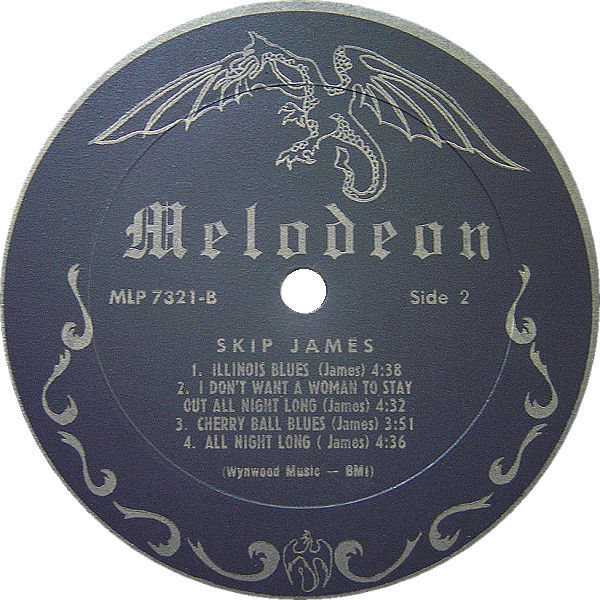 Melodeon
MLP 7321-B
Side 2
SKIP JAMES
1. ILLINOIS BLUES (James) 4:38
2. I DON'T WANT A WOMAN TO STAY
OUT ALL NIGHT LONG (James) 4:32
3. CHERRY BALL BLUES (James) 3:51
4. ALL NIGHT LONG ( James) 4:36
(Wynwood Music — BMI)